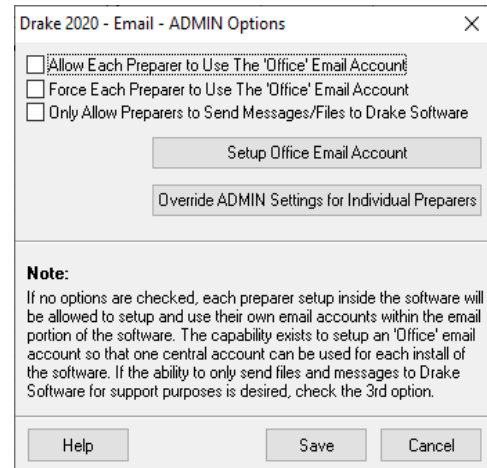 Drake 2020 - Email - ADMIN Options
Allow Each Preparer to Use The 'Office' Email Account
Force Each Preparer to Use The 'Office' Email Account
Only Allow Preparers to Send Messages/Files to Drake Software
Setup Office Email Account
Override ADMIN Settings for Individual Preparers
Note:
If no options are checked, each preparer setup inside the software will
be allowed to setup and use their own email accounts within the email
portion of the software. The capability exists to setup an 'Office' email
account so that one central account can be used for each install of
the software. If the ability to only send files and messages to Drake
Software for support purposes is desired, check the 3rd option.
Help
Save
Cancel